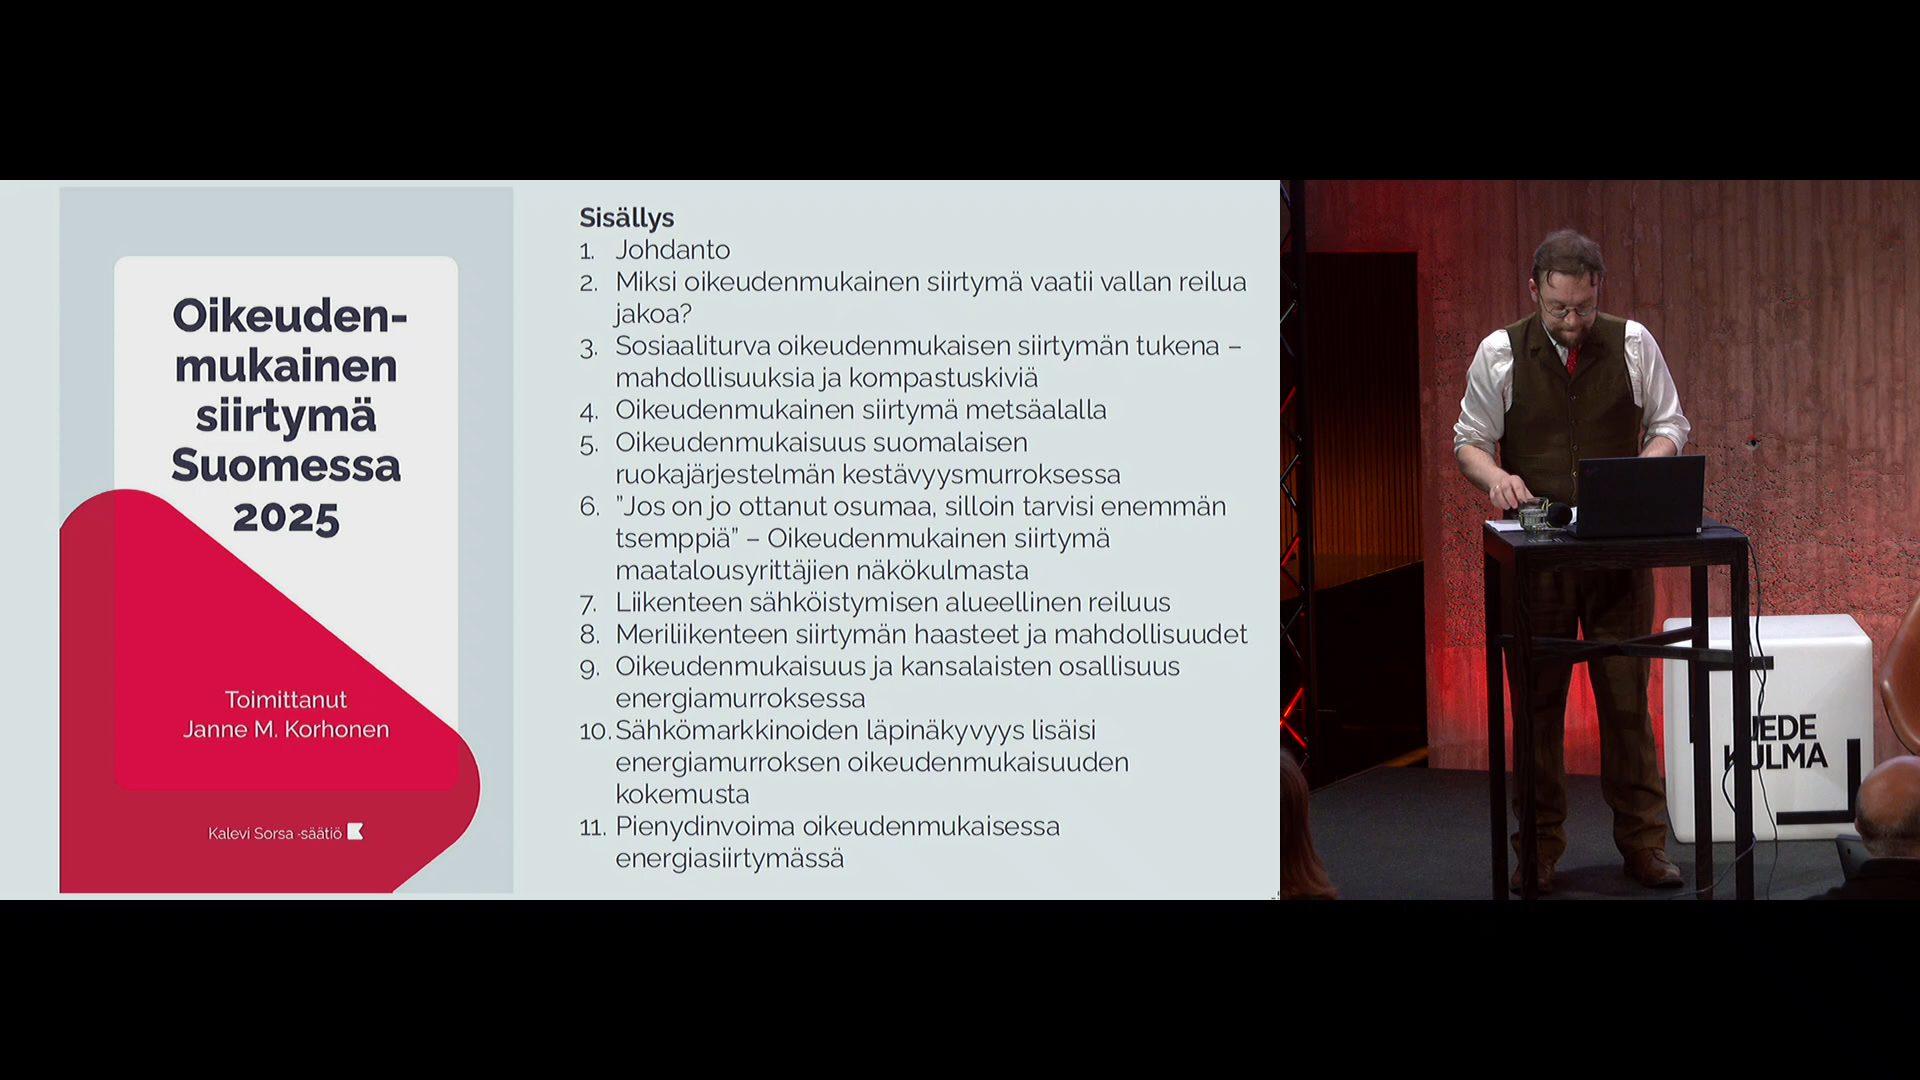 Oikeuden-
mukainen
siirtymä
Suomessa
2025
Toimittanut
Janne M. Korhonen
Kalevi Sorsa -säätiö
Sisällys
1. Johdanto
2. Miksi oikeudenmukainen siirtymä vaatii vallan reilua
jakoa?
3. Sosiaaliturva oikeudenmukaisen siirtymän tukena –
mahdollisuuksia ja kompastuskiviä
4. Oikeudenmukainen siirtymä metsäalalla
5. Oikeudenmukaisuus suomalaisen
ruokajärjestelmän kestävyysmurroksessa
6. ”Jos on jo ottanut osumaa, silloin tarvisi enemmän
tsemppiä” – Oikeudenmukainen siirtymä
maatalousyrittäjien näkökulmasta
7. Liikenteen sähköistymisen alueellinen reiluus
8. Meriliikenteen siirtymän haasteet ja mahdollisuudet
9. Oikeudenmukaisuus ja kansalaisten osallisuus
energiamurroksessa
10. Sähkömarkkinoiden läpinäkyvyys lisäisi
energiamurroksen oikeudenmukaisuuden
kokemusta
11. Pienydinvoima oikeudenmukaisessa
energiasiirtymässä
KULMA